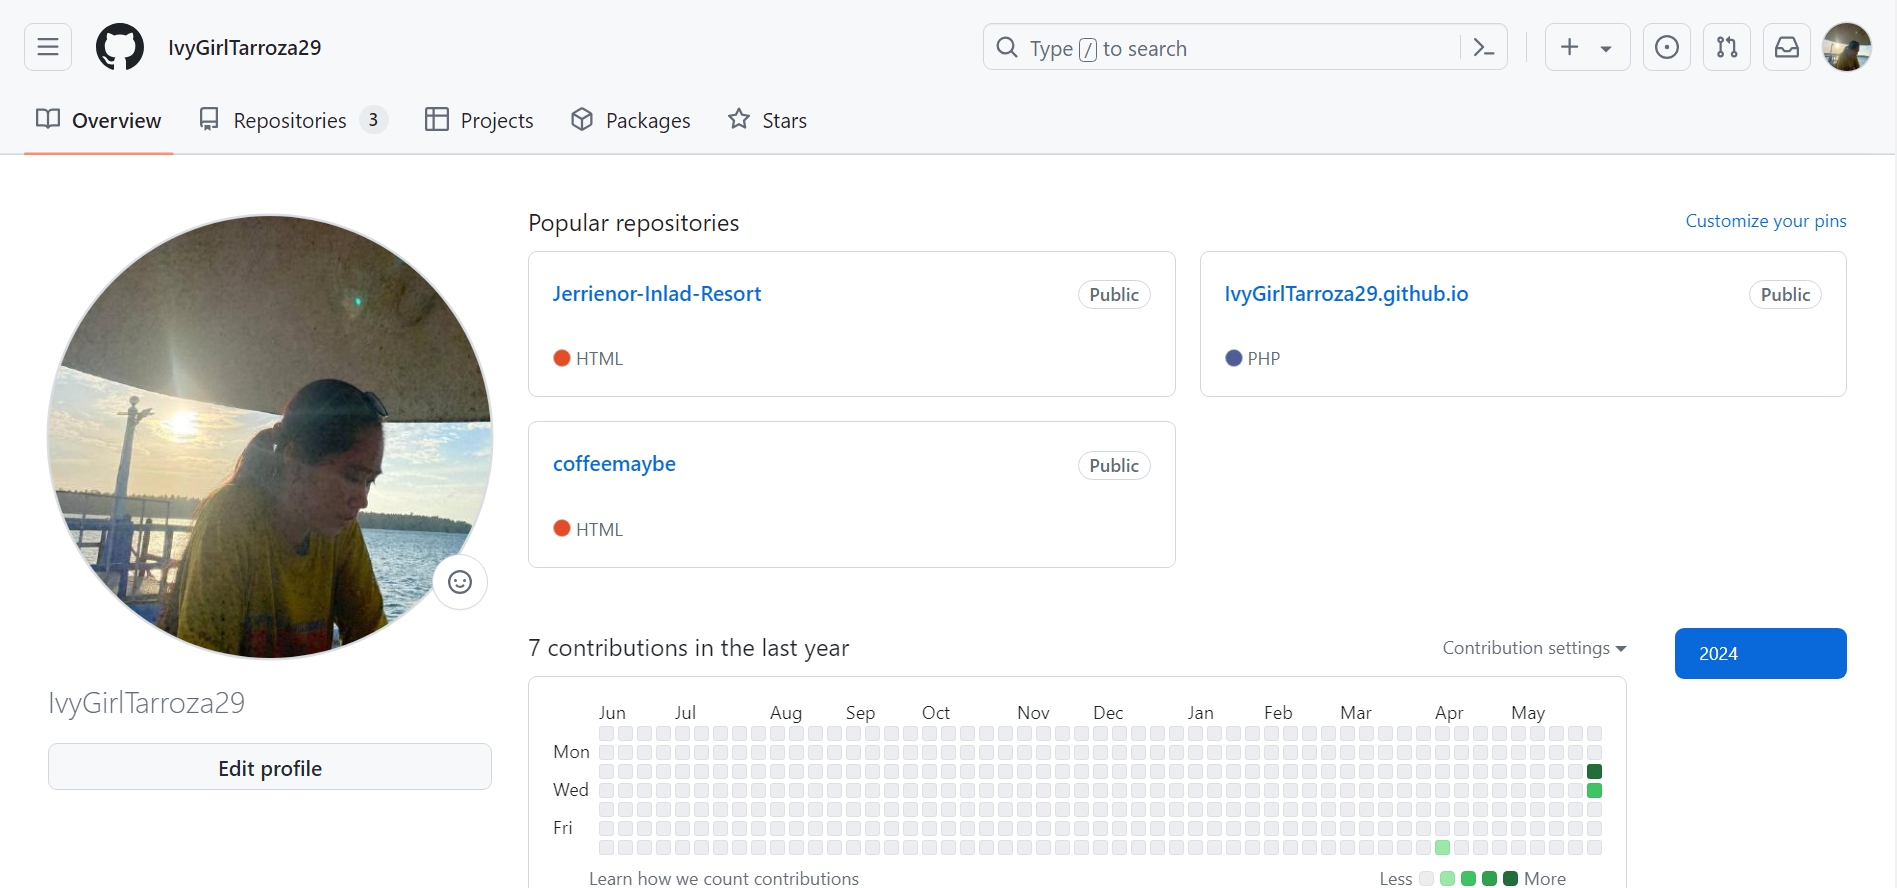 IvyGirlTarroza29
Type / to search
Overview
Repositories 3
Projects
Packages
Stars
Popular repositories
Customize your pins
Jerrienor-Inlad-Resort
Public
HTML
IvyGirlTarroza29.github.io
Public
PHP
coffeemaybe
Public
HTML
IvyGirlTarroza29
Edit profile
7 contributions in the last year
Contribution settings
2024
Jun Jul Aug Sep Oct Nov Dec Jan Feb Mar Apr May
Mon
Wed
Fri
Learn how we count contributions
Less More